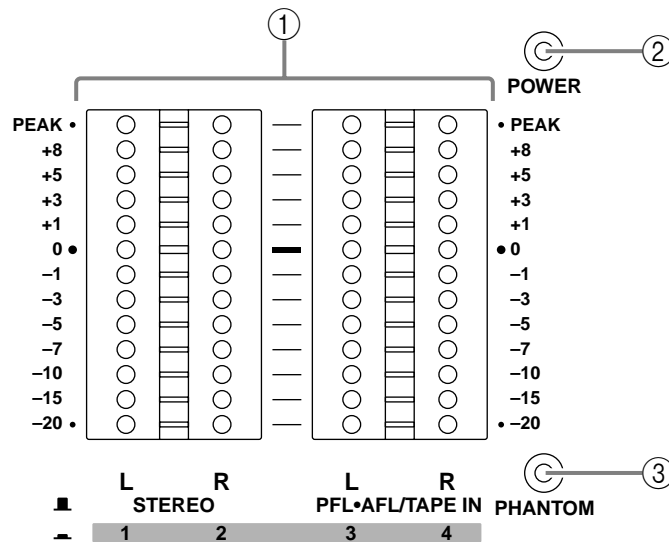 ① ②
POWER
PEAK • • PEAK
+8 +8
+5 +5
+3 +3
+1 +1
0 ● ● 0
–1 –1
–3 –3
–5 –5
–7 –7
–10 –10
–15 –15
–20 • • –20
③
L R L R
STEREO PFL•AFL/TAPE IN PHANTOM
1 2 3 4